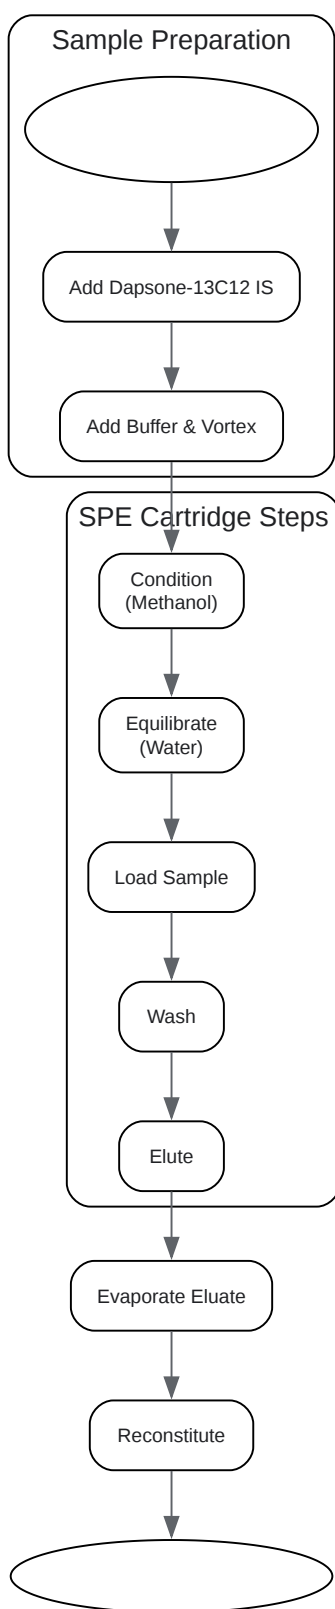 Sample Preparation
Add Dapsone-13C12 IS
Add Buffer & Vortex
SPE Cartridge Steps
Condition
(Methanol)
Equilibrate
(Water)
Load Sample
Wash
Elute
Evaporate Eluate
Reconstitute